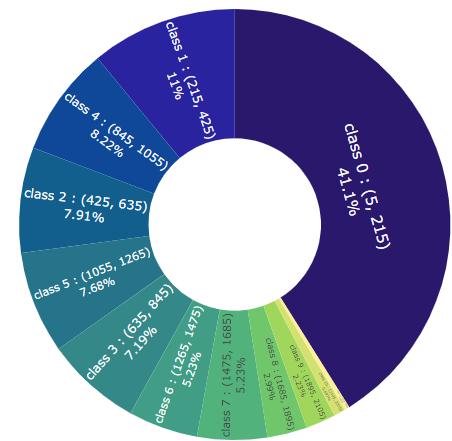 class 0 : (5, 215)
41.1%
class 1 : (215, 425)
11%
class 4 : (845, 1055)
8.22%
class 2 : (425, 635)
7.91%
class 5 : (1055, 1265)
7.68%
class 3 : (635, 845)
7.19%
class 6 : (1265, 1475)
5.23%
class 7 : (1475, 1685)
5.23%
class 8 : (1685, 1895)
2.99%
class 9 : (1895, 2105)
2.23%